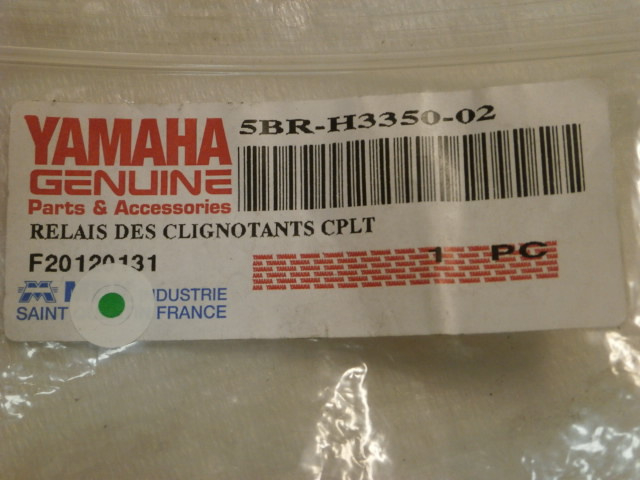 YAMAHA
GENUINE
Parts & Accessories
5BR-H3350-02
RELAIS DES CLIGNOTANTS CPLT
F20120131
1 PC
INDUSTRIE
SAINT FRANCE